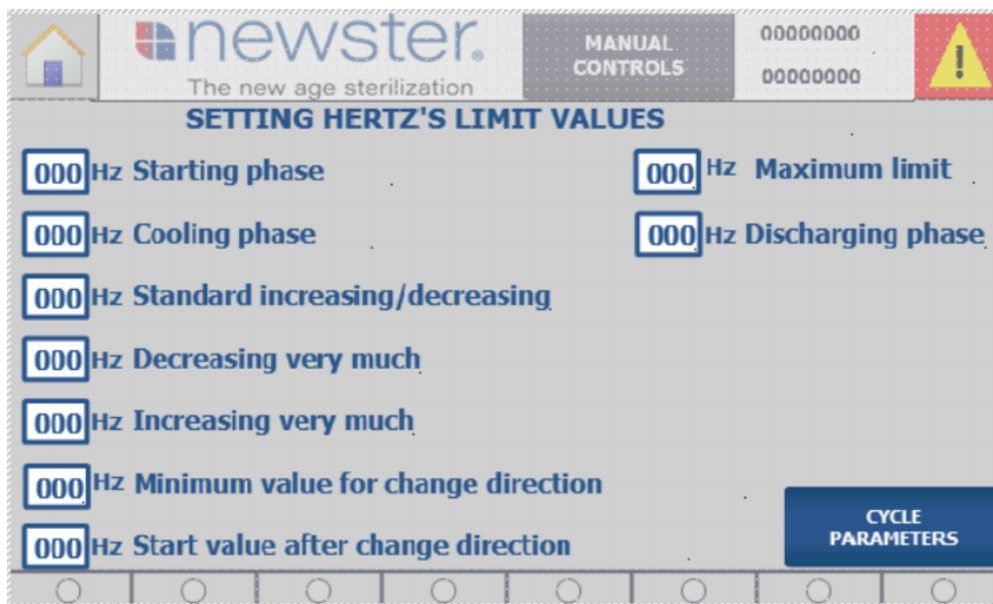 newster®
The new age sterilization
MANUAL
CONTROLS
00000000
00000000
!
SETTING HERTZ'S LIMIT VALUES
000 Hz Starting phase
000 Hz Maximum limit
000 Hz Cooling phase
000 Hz Discharging phase
000 Hz Standard increasing/decreasing
000 Hz Decreasing very much
000 Hz Increasing very much
000 Hz Minimum value for change direction
000 Hz Start value after change direction
CYCLE
PARAMETERS